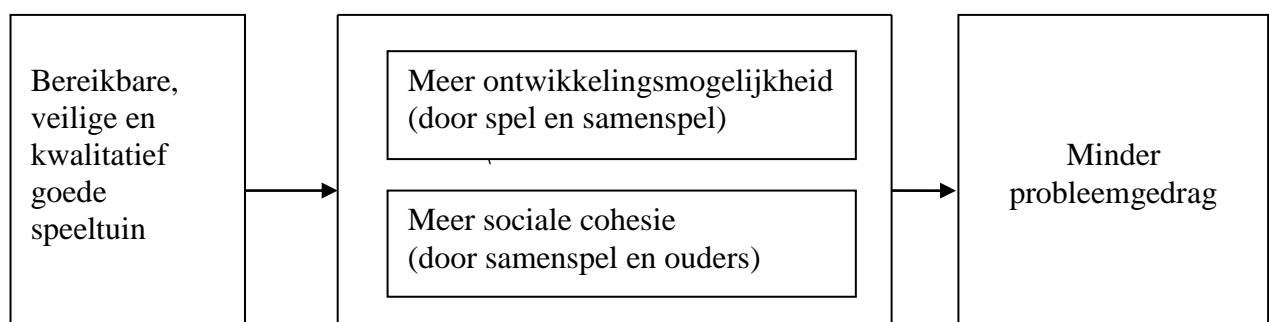 Bereikbare,
veilige en
kwalitatief
goede
speeltuin
Meer ontwikkelingsmogelijkheid
(door spel en samenspel)
Meer sociale cohesie
(door samenspel en ouders)
Minder
probleemgedrag